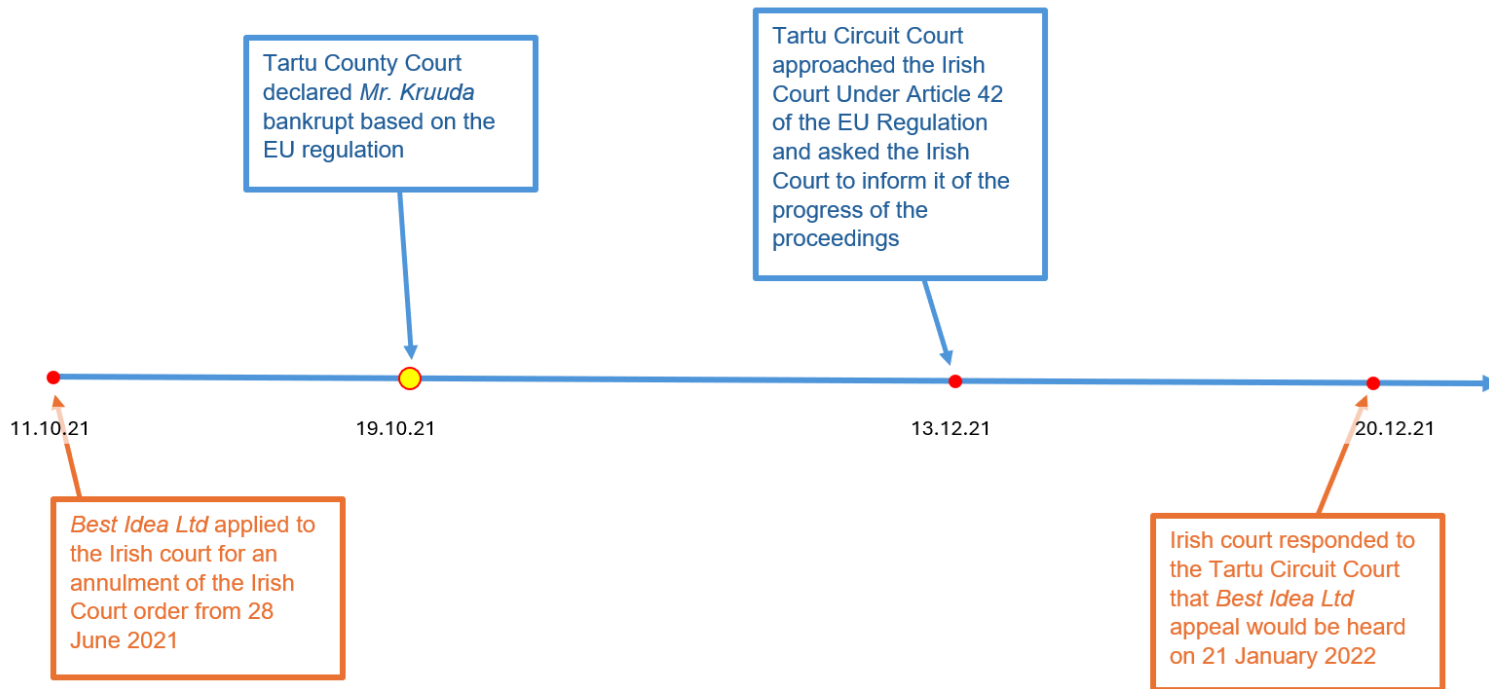 Tartu County Court
declared Mr. Kruuda
bankrupt based on the
EU regulation
Tartu Circuit Court
approached the Irish
Court Under Article 42
of the EU Regulation
and asked the Irish
Court to inform it of the
progress of the
proceedings
11.10.21
19.10.21
13.12.21
20.12.21
Best Idea Ltd applied to
the Irish court for an
annulment of the Irish
Court order from 28
June 2021
Irish court responded to
the Tartu Circuit Court
that Best Idea Ltd
appeal would be heard
on 21 January 2022